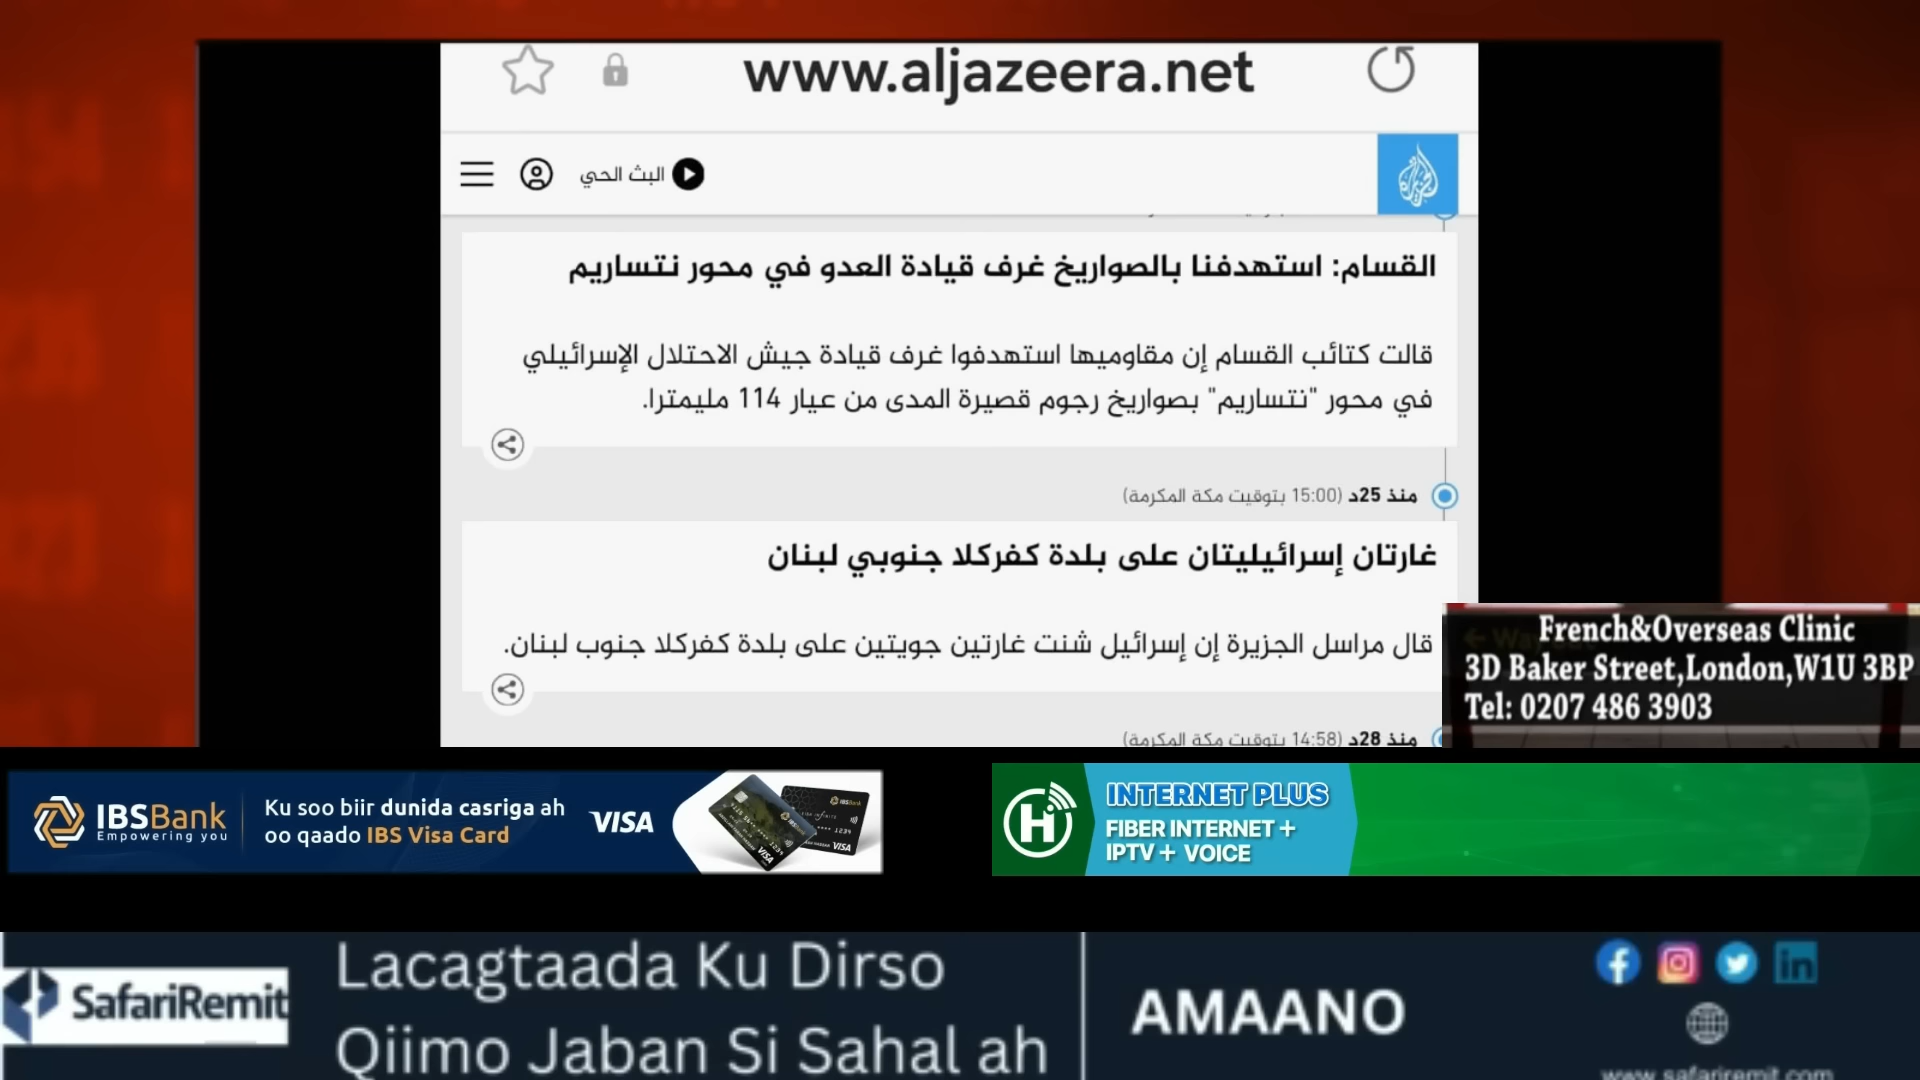 www.aljazeera.net
البث الحي
القسام: استهدفنا بالصواريخ غرف قيادة العدو في محور نتساريم
قالت كتائب القسام إن مقاوميها استهدفوا غرف قيادة جيش الاحتلال الإسرائيلي
في محور "نتساريم" بصواريخ رجوم قصيرة المدى من عيار 114 مليمترا.
منذ 25د (15:00 بتوقيت مكة المكرمة)
غارتان إسرائيليتان على بلدة كفركلا جنوبي لبنان
قال مراسل الجزيرة إن إسرائيل شنت غارتين جويتين على بلدة كفركلا جنوب لبنان.
منذ 28د (14:58 بتوقيت مكة المكرمة)
French&Overseas Clinic
3D Baker Street,London,W1U 3BP
Tel: 0207 486 3903
IBSBank
Empowering you
Ku soo biir dunida casriga ah
oo qaado IBS Visa Card
VISA
INTERNET PLUS
FIBER INTERNET +
IPTV + VOICE
SafariRemit
Lacagtaada Ku Dirso
Qiimo Jaban Si Sahal ah
AMAANO
www.safariremit.com